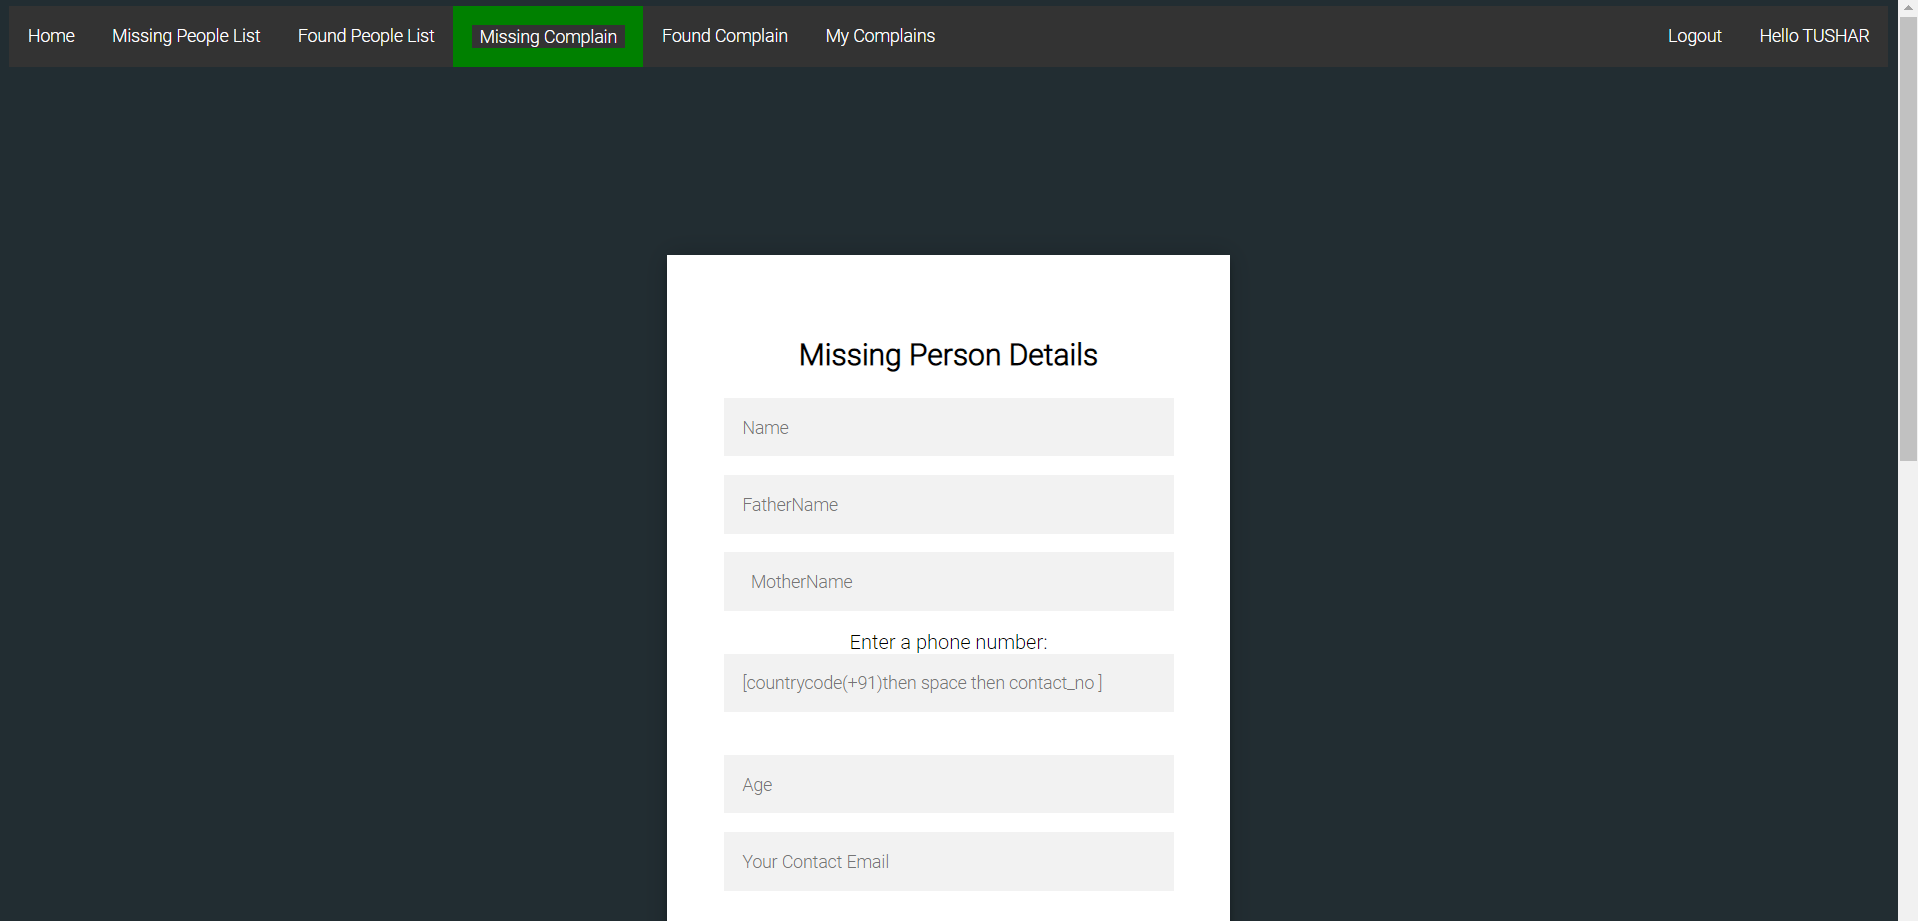 Home Missing People List Found People List Missing Complain Found Complain My Complains Logout Hello TUSHAR
Missing Person Details
Name
FatherName
MotherName
Enter a phone number:
[countrycode(+91)then space then contact_no ]
Age
Your Contact Email